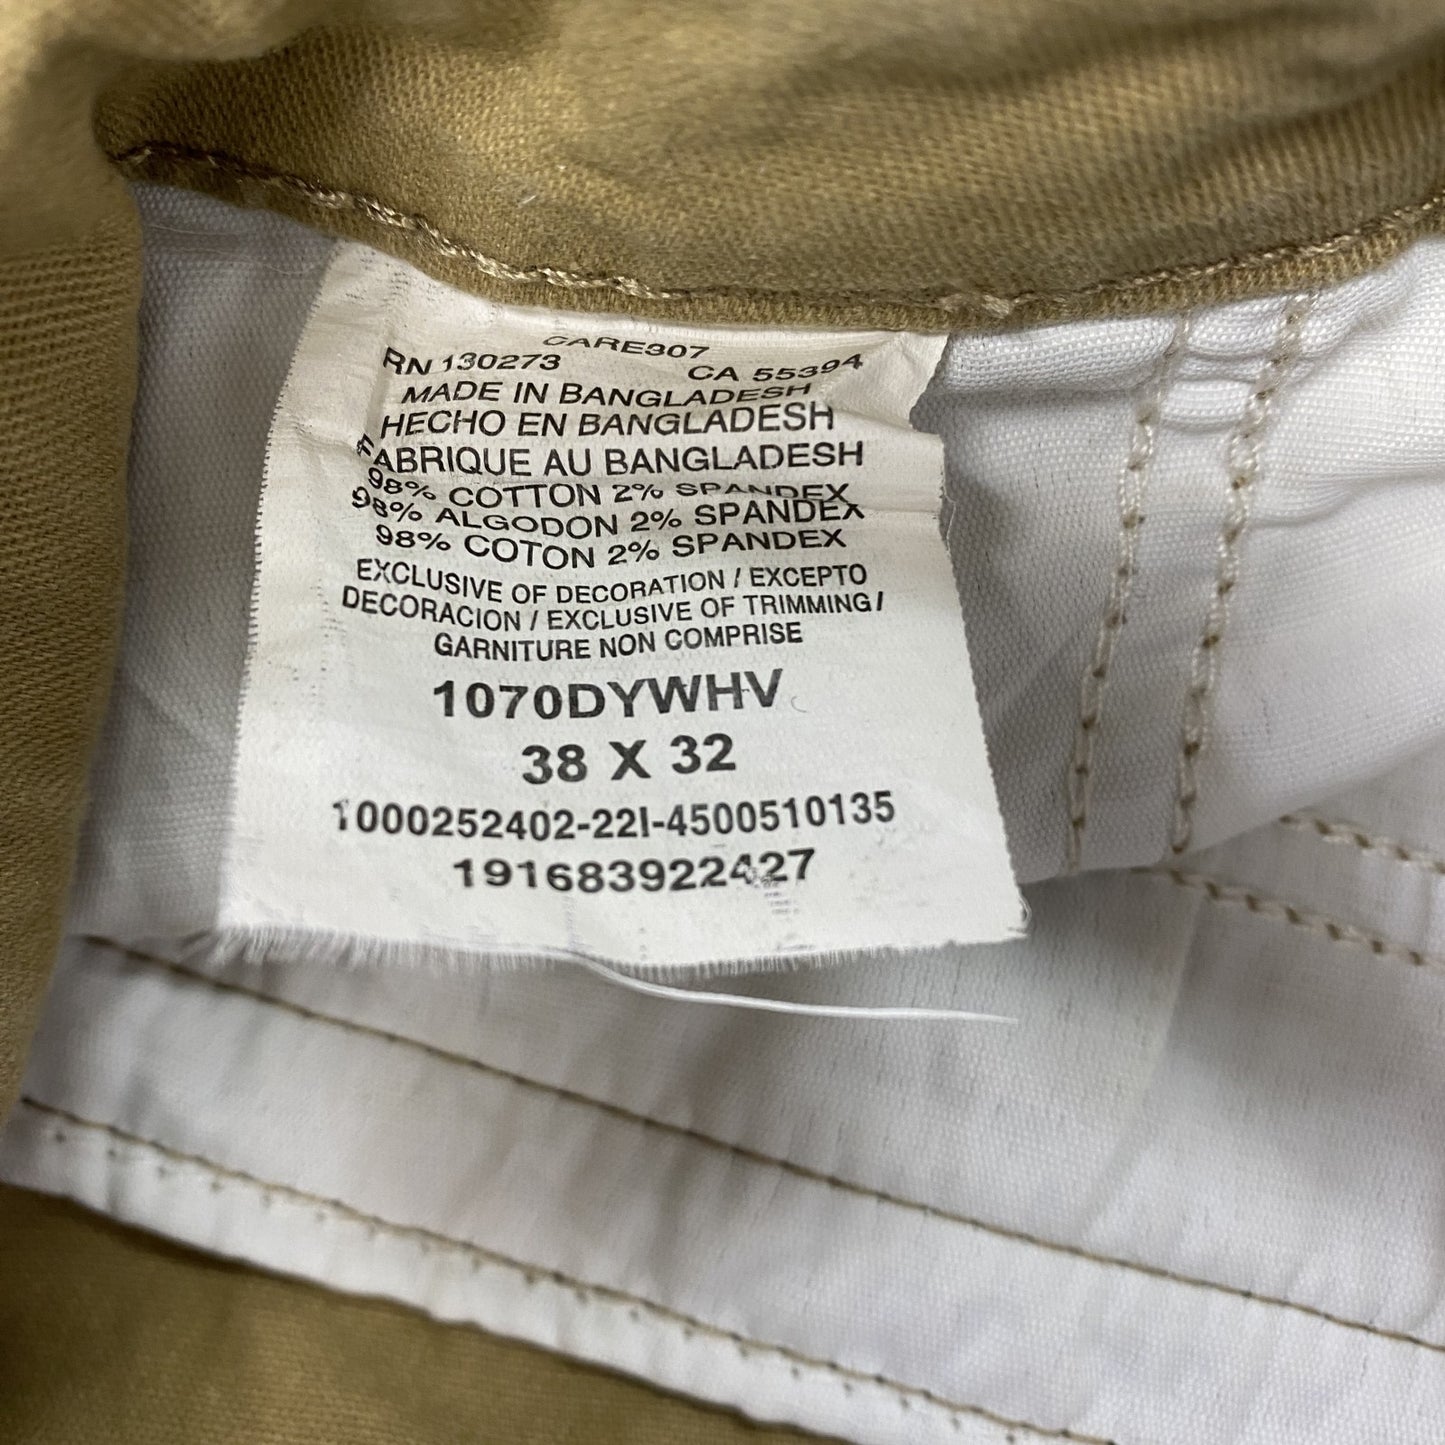 CARE307
RN 130273 CA 55394
MADE IN BANGLADESH
HECHO EN BANGLADESH
FABRIQUE AU BANGLADESH
98% COTTON 2% SPANDEX
98% ALGODON 2% SPANDEX
98% COTON 2% SPANDEX
EXCLUSIVE OF DECORATION / EXCEPTO
DECORACION / EXCLUSIVE OF TRIMMING /
GARNITURE NON COMPRISE
1070DYWHV
38 X 32
1000252402-22I-4500510135
191683922427